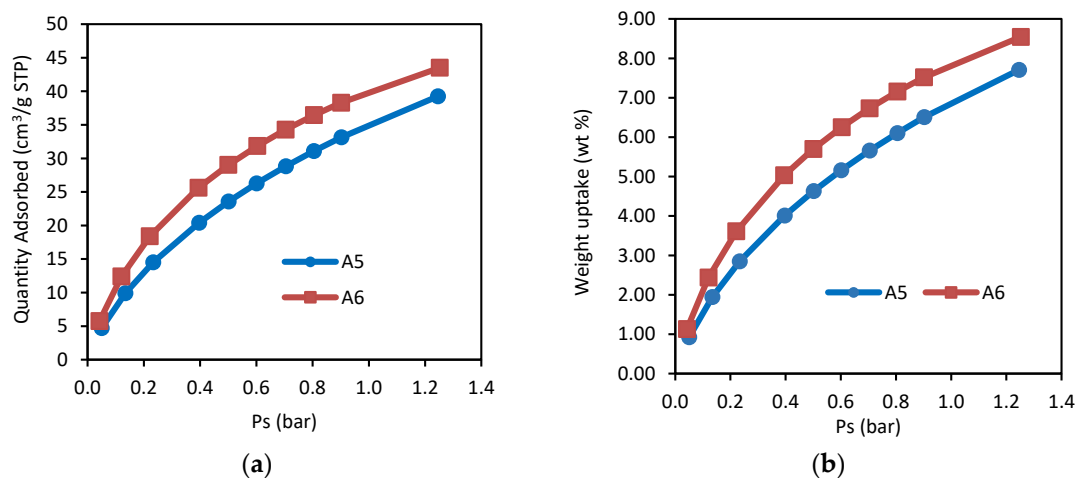 Quantity Adsorbed (cm³/g STP)
50
45
40
35
30
25
20
15
10
5
0
A5
A6
0.0 0.2 0.4 0.6 0.8 1.0 1.2 1.4
Ps (bar)
(a)
Weight uptake (wt %)
9.00
8.00
7.00
6.00
5.00
4.00
3.00
2.00
1.00
0.00
A5 A6
0.0 0.2 0.4 0.6 0.8 1.0 1.2 1.4
Ps (bar)
(b)